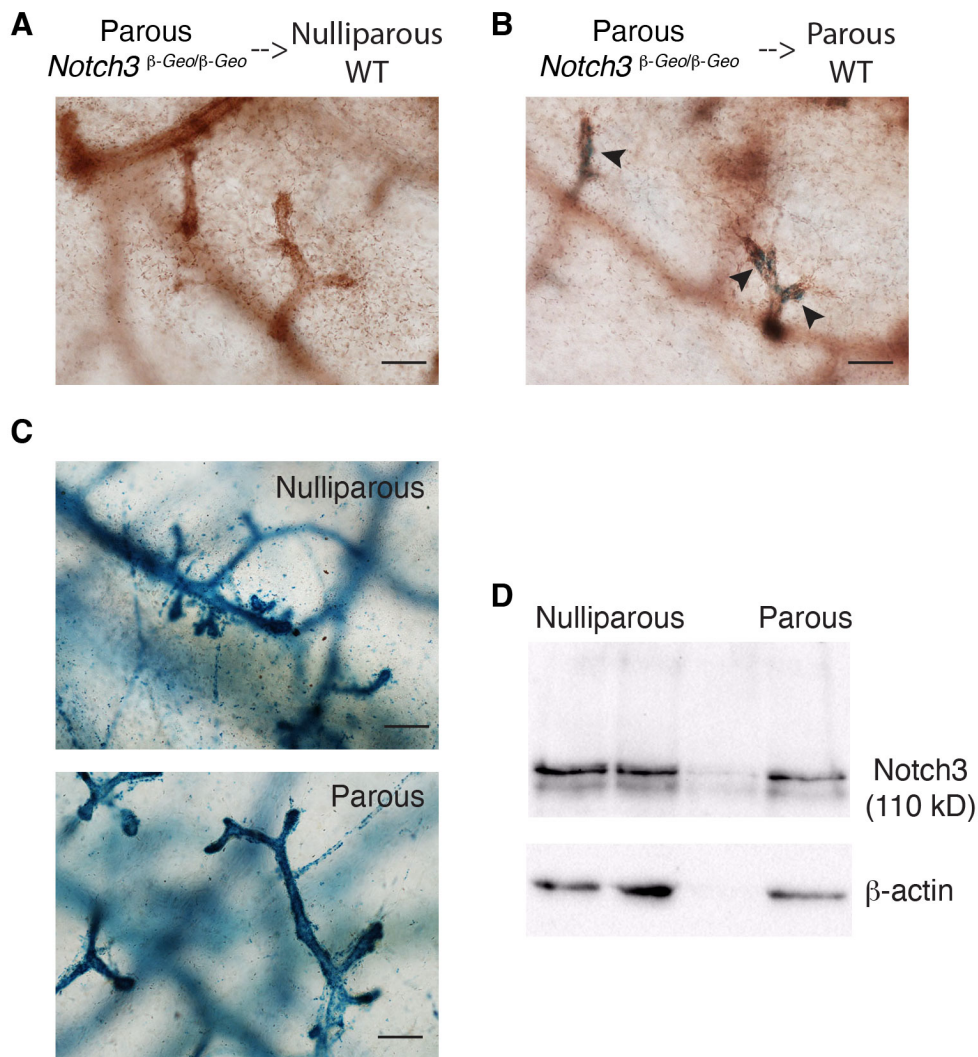 A
Parous
Notch3 β-Geo/β-Geo
-->
Nulliparous
WT
B
Parous
Notch3 β-Geo/β-Geo
-->
Parous
WT
C
Nulliparous
Parous
D
Nulliparous
Parous
Notch3
(110 kD)
β-actin